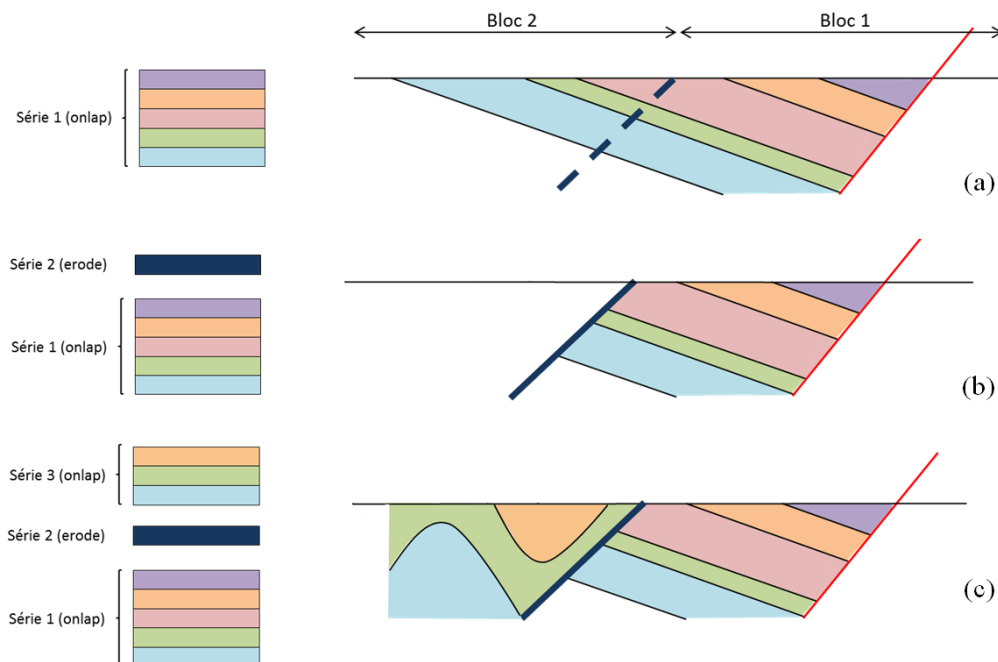 Bloc 2
Bloc 1
Série 1 (onlap)
(a)
Série 2 (erode)
Série 1 (onlap)
(b)
Série 3 (onlap)
Série 2 (erode)
Série 1 (onlap)
(c)